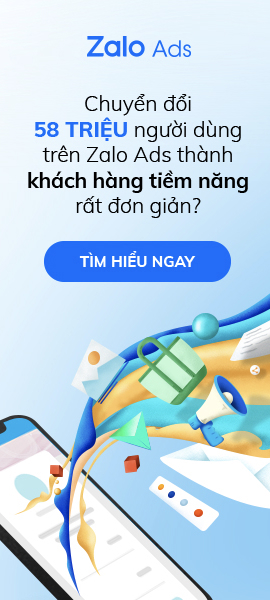 Zalo Ads
Chuyển đổi
58 TRIỆU người dùng
trên Zalo Ads thành
khách hàng tiềm năng
rất đơn giản?
TÌM HIỂU NGAY